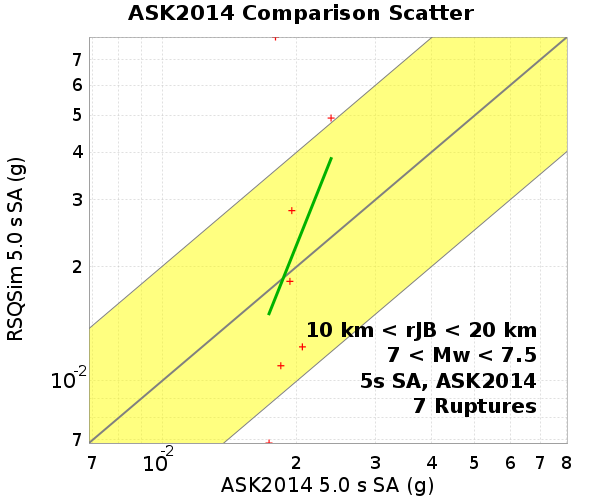 ASK2014 Comparison Scatter
RSQSim 5.0 s SA (g)
7
6
5
4
3
2
10⁻²
7
10 km < rJB < 20 km
7 < Mw < 7.5
5s SA, ASK2014
7 Ruptures
7 10⁻² 2 3 4 5 6 7 8
ASK2014 5.0 s SA (g)